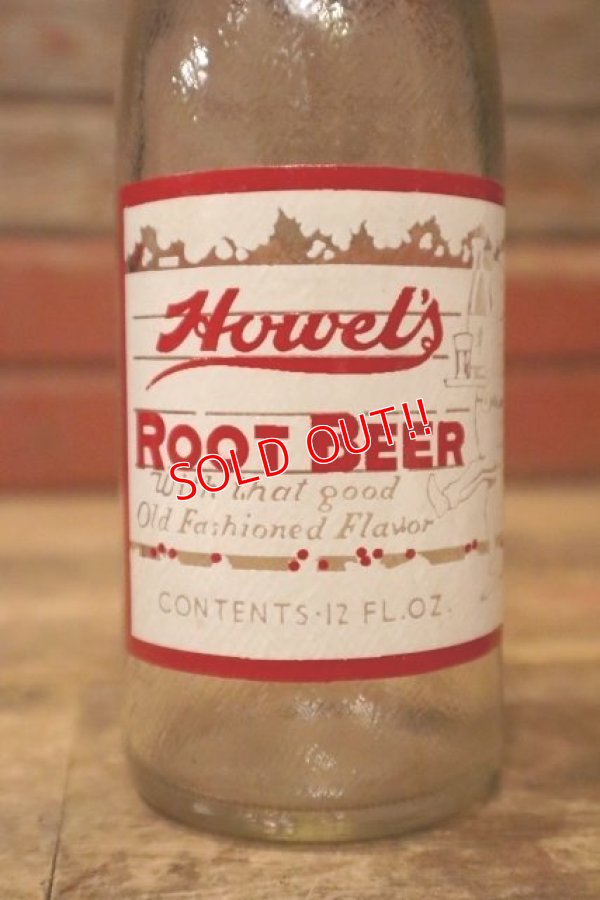 Howel's
ROOT BEER
SOLD OUT!!
With that good
Old Fashioned Flavor
CONTENTS·12 FL.OZ.